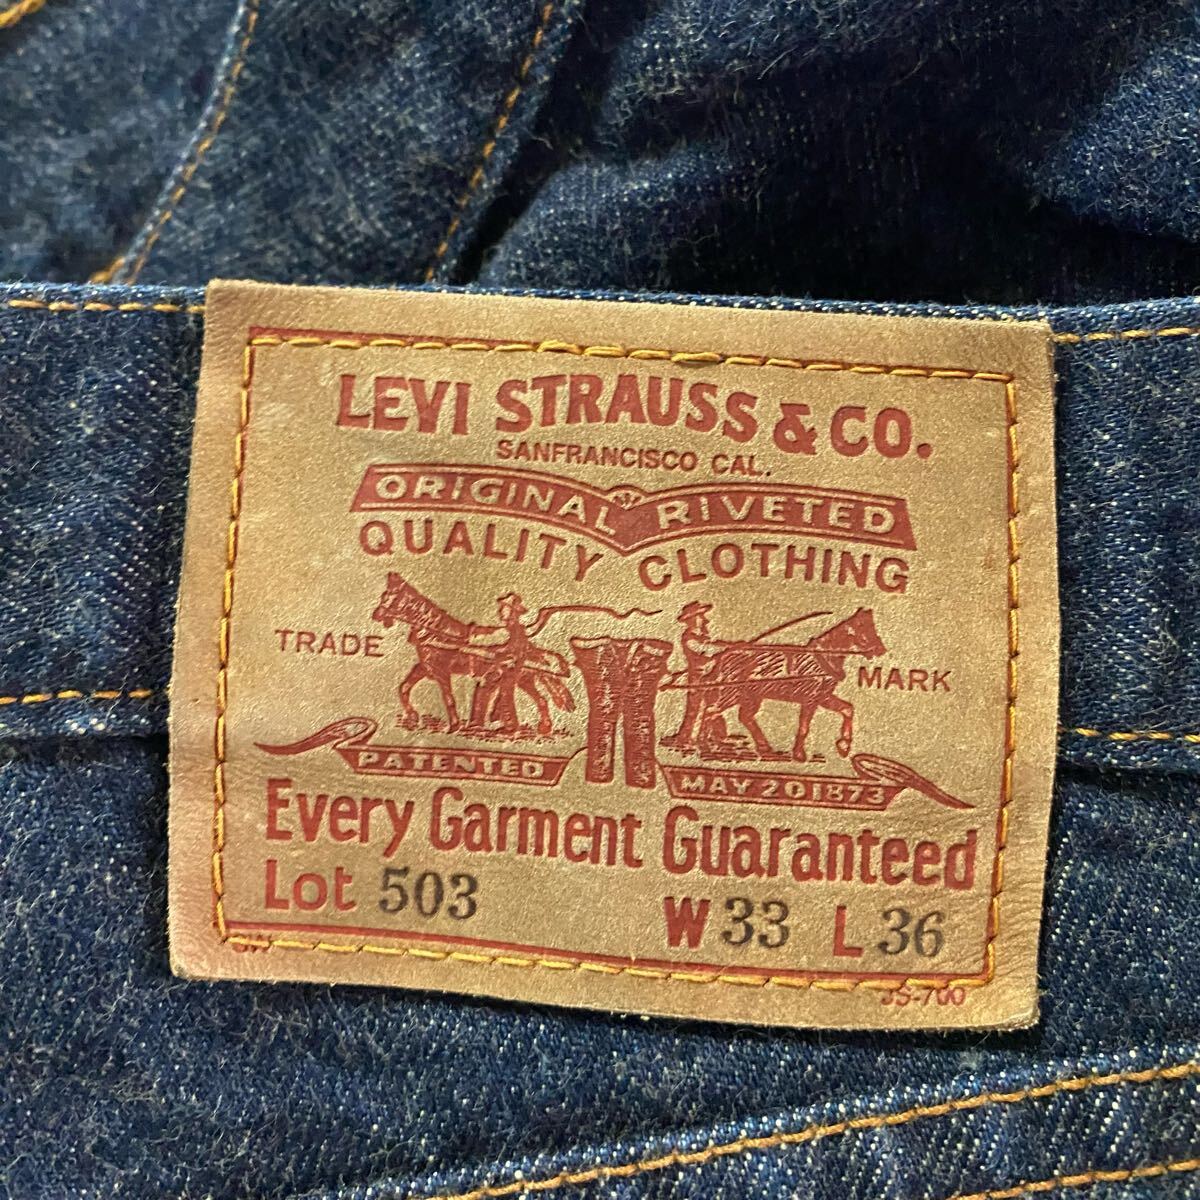 LEVI STRAUSS & CO.
SANFRANCISCO CAL.
ORIGINAL RIVETED
QUALITY CLOTHING
TRADE MARK
PATENTED MAY 20 1873
Every Garment Guaranteed
Lot 503 W 33 L 36
JS-700